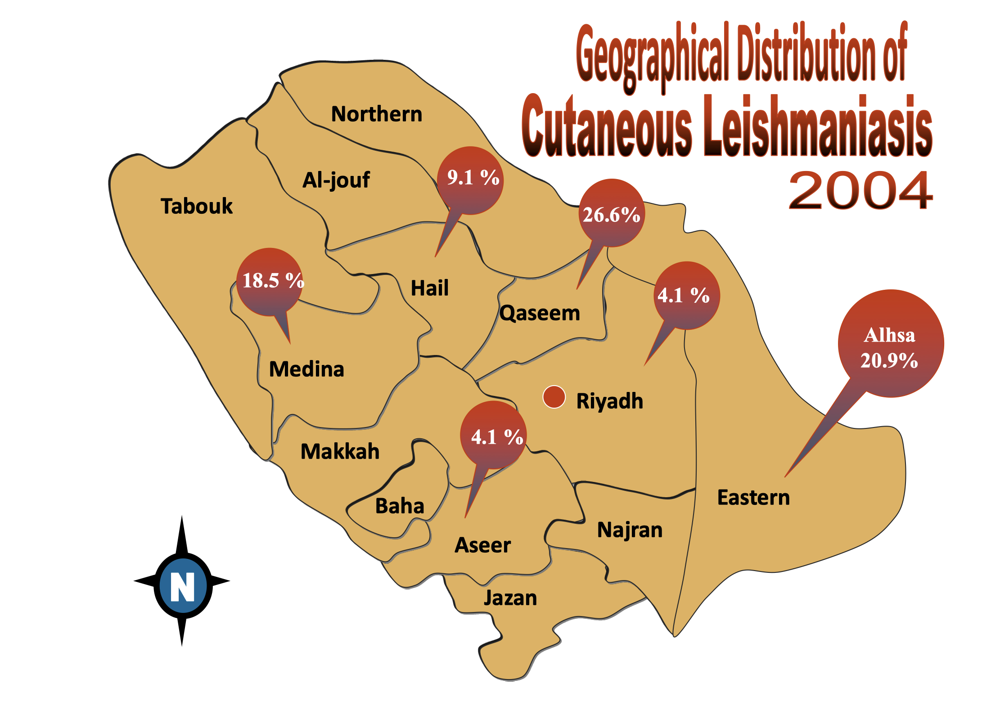 Geographical Distribution of
Cutaneous Leishmaniasis
2004
Northern
Al-jouf
9.1 %
Tabouk
26.6%
18.5 %
Hail
4.1 %
Qaseem
Alhsa
20.9%
Medina
Riyadh
4.1 %
Makkah
Baha
Eastern
Najran
Aseer
N
Jazan